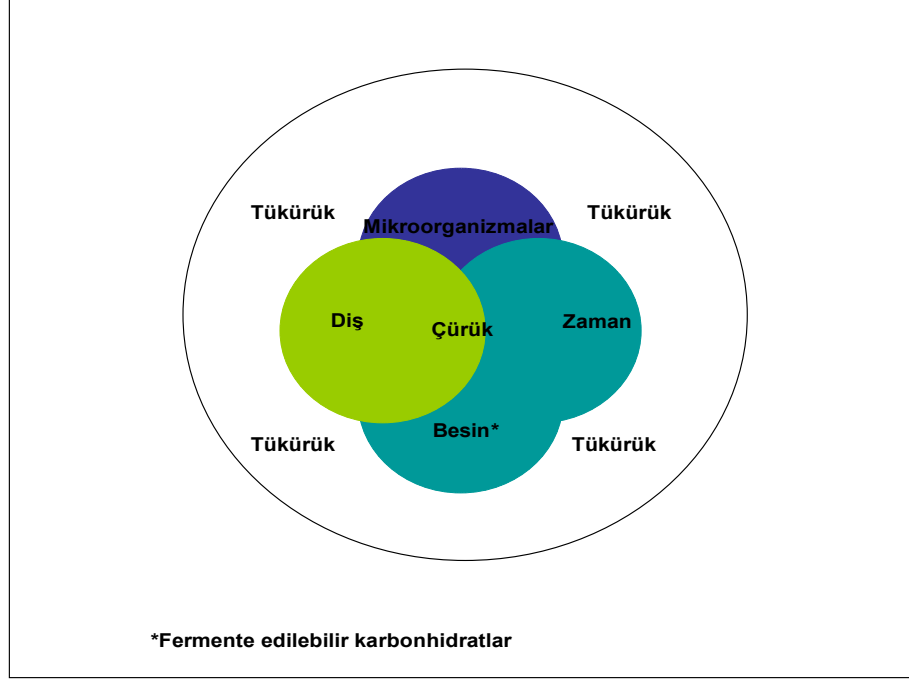 Tükürük
Tükürük
Mikroorganizmalar
Diş
Çürük
Zaman
Besin*
Tükürük
Tükürük
*Fermente edilebilir karbonhidratlar